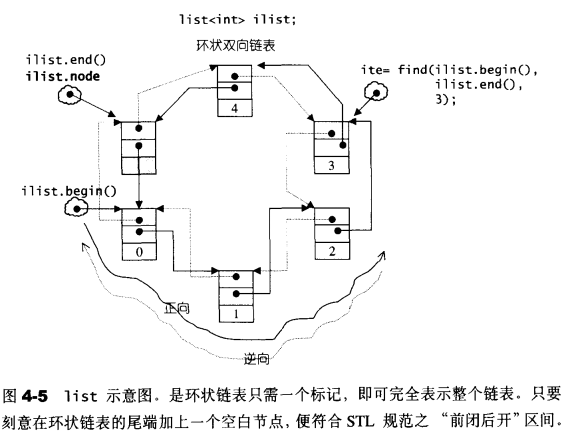 list<int> ilist;
环状双向链表
ilist.end()
ilist.node
ite= find(ilist.begin(),
ilist.end(),
3);
4
3
ilist.begin()
0
2
1
正向
逆向
图 4-5 list 示意图。是环状链表只需一个标记，即可完全表示整个链表。只要
刻意在环状链表的尾端加上一个空白节点，便符合 STL 规范之 “前闭后开”区间。